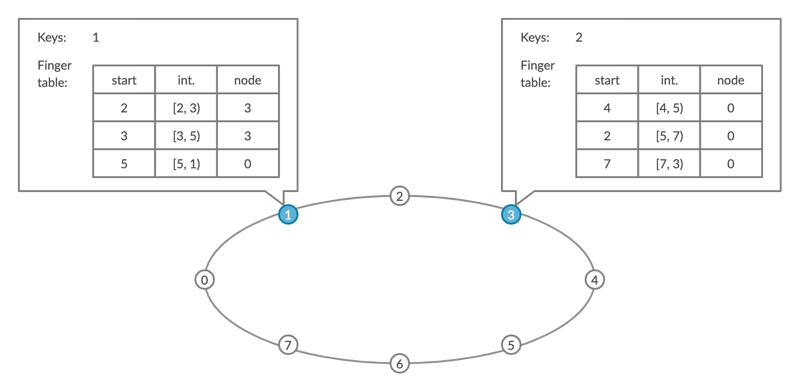 Keys: 1
Finger table:
start int. node
2 [2, 3) 3
3 [3, 5) 3
5 [5, 1) 0
Keys: 2
Finger table:
start int. node
4 [4, 5) 0
2 [5, 7) 0
7 [7, 3) 0
2
1
3
0
4
7
5
6